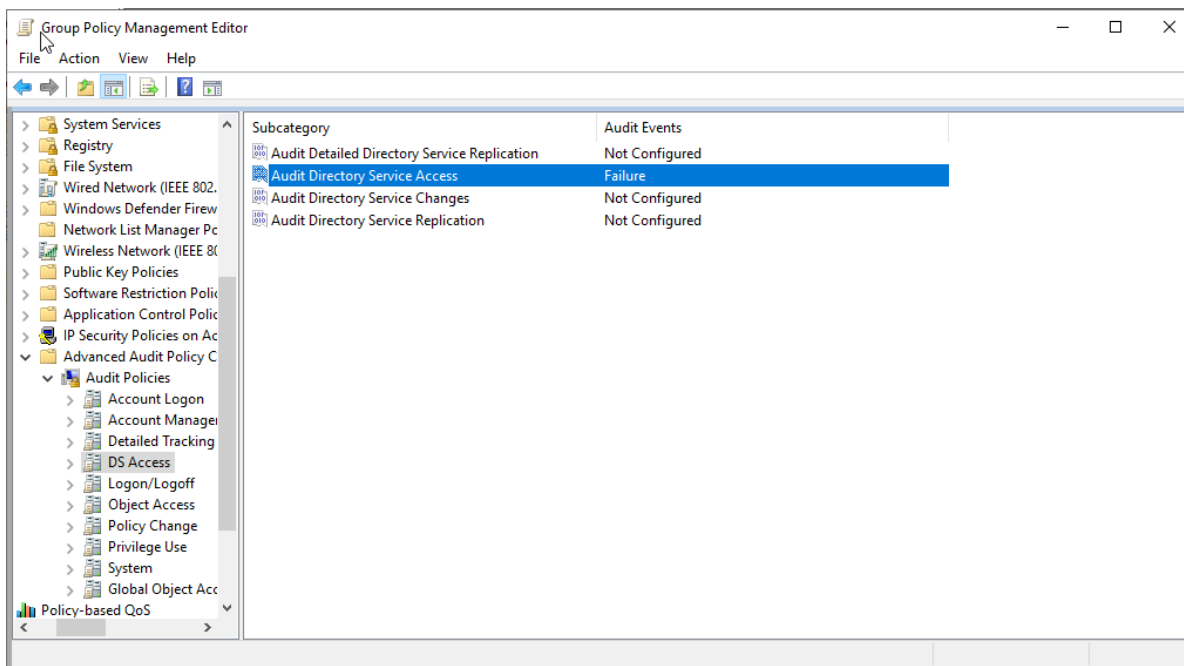 Group Policy Management Editor
File Action View Help
System Services
Registry
File System
Wired Network (IEEE 802.
Windows Defender Firew
Network List Manager Po
Wireless Network (IEEE 80
Public Key Policies
Software Restriction Polic
Application Control Polic
IP Security Policies on Ac
Advanced Audit Policy C
Audit Policies
Account Logon
Account Manager
Detailed Tracking
DS Access
Logon/Logoff
Object Access
Policy Change
Privilege Use
System
Global Object Acc
Policy-based QoS
Subcategory Audit Events
Audit Detailed Directory Service Replication Not Configured
Audit Directory Service Access Failure
Audit Directory Service Changes Not Configured
Audit Directory Service Replication Not Configured